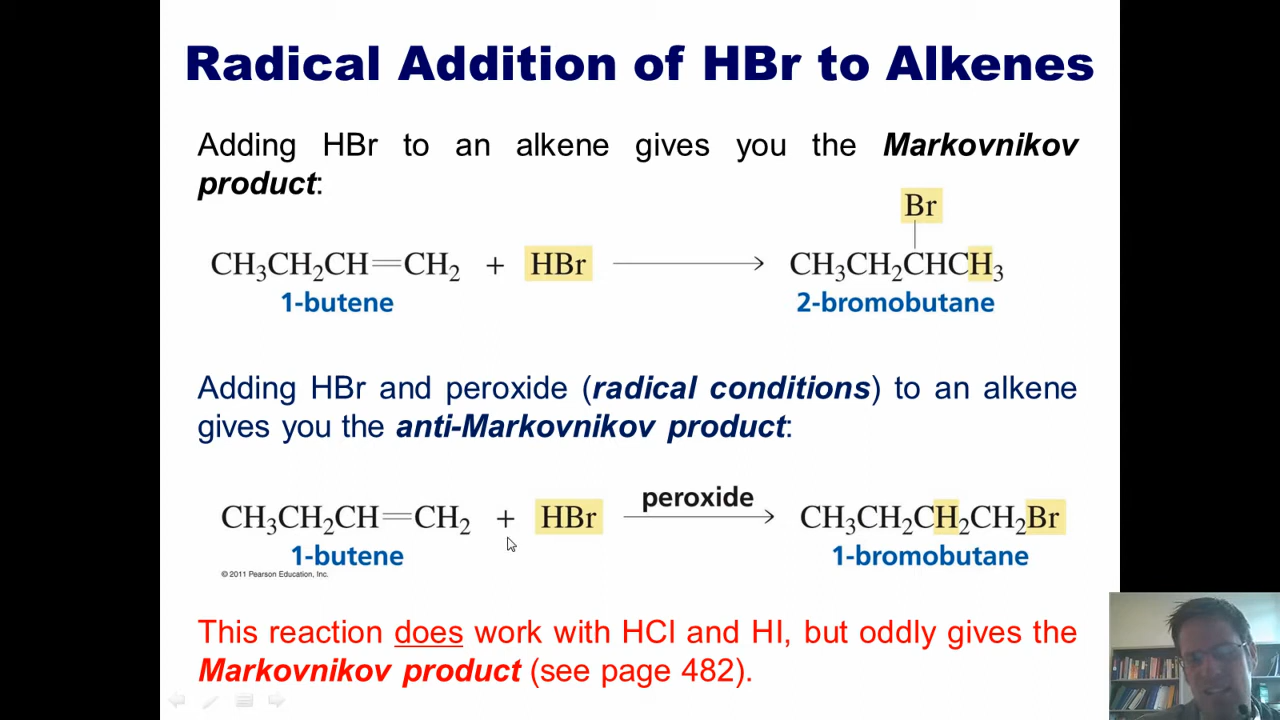 Radical Addition of HBr to Alkenes
Adding HBr to an alkene gives you the Markovnikov
product:
Br
CH₃CH₂CH=CH₂ + HBr CH₃CH₂CHCH₃
1-butene 2-bromobutane
Adding HBr and peroxide (radical conditions) to an alkene
gives you the anti-Markovnikov product:
peroxide
CH₃CH₂CH=CH₂ + HBr CH₃CH₂CH₂CH₂Br
1-butene 1-bromobutane
© 2011 Pearson Education, Inc.
This reaction does work with HCl and HI, but oddly gives the
Markovnikov product (see page 482).